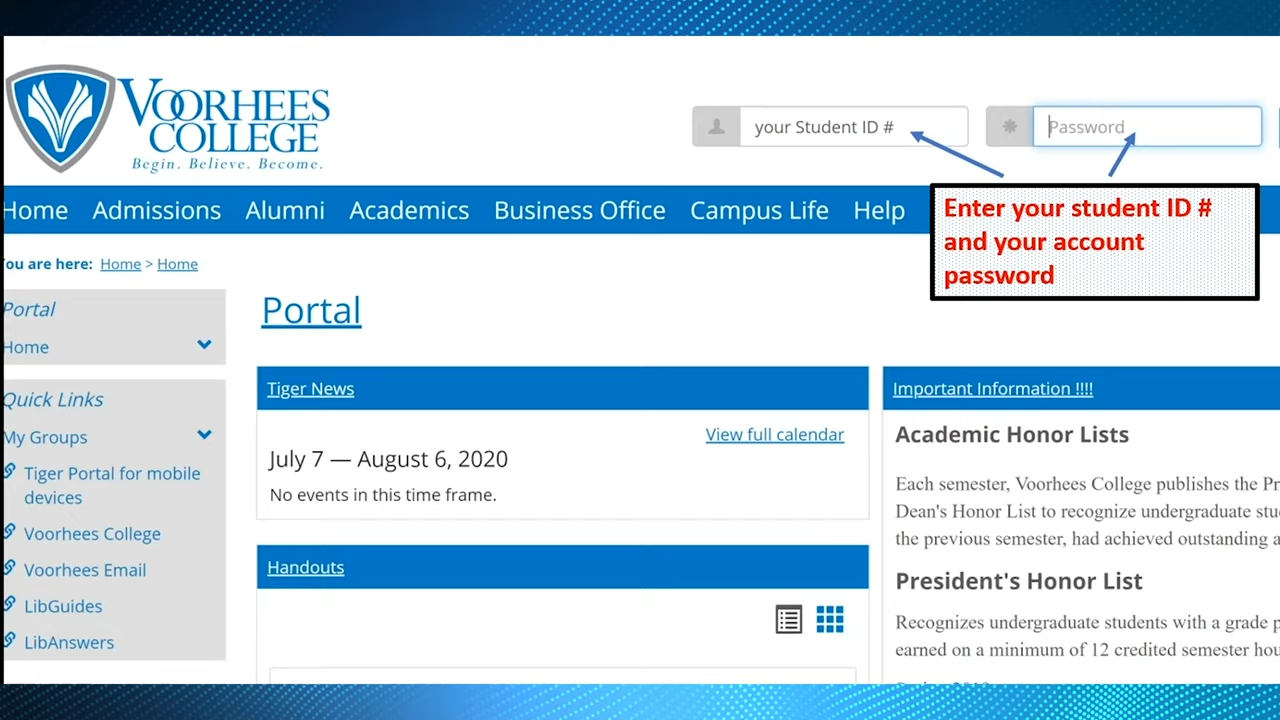 VOORHEES
COLLEGE
Begin. Believe. Become.
your Student ID #
Password
Enter your student ID #
and your account
password
Home Admissions Alumni Academics Business Office Campus Life Help
ou are here: Home > Home
Portal
Home
Quick Links
My Groups
Tiger Portal for mobile
devices
Voorhees College
Voorhees Email
LibGuides
LibAnswers
Portal
Tiger News
View full calendar
July 7 — August 6, 2020
No events in this time frame.
Handouts
Important Information !!!!
Academic Honor Lists
Each semester, Voorhees College publishes the Pr
Dean's Honor List to recognize undergraduate stu
the previous semester, had achieved outstanding a
President's Honor List
Recognizes undergraduate students with a grade p
earned on a minimum of 12 credited semester hou